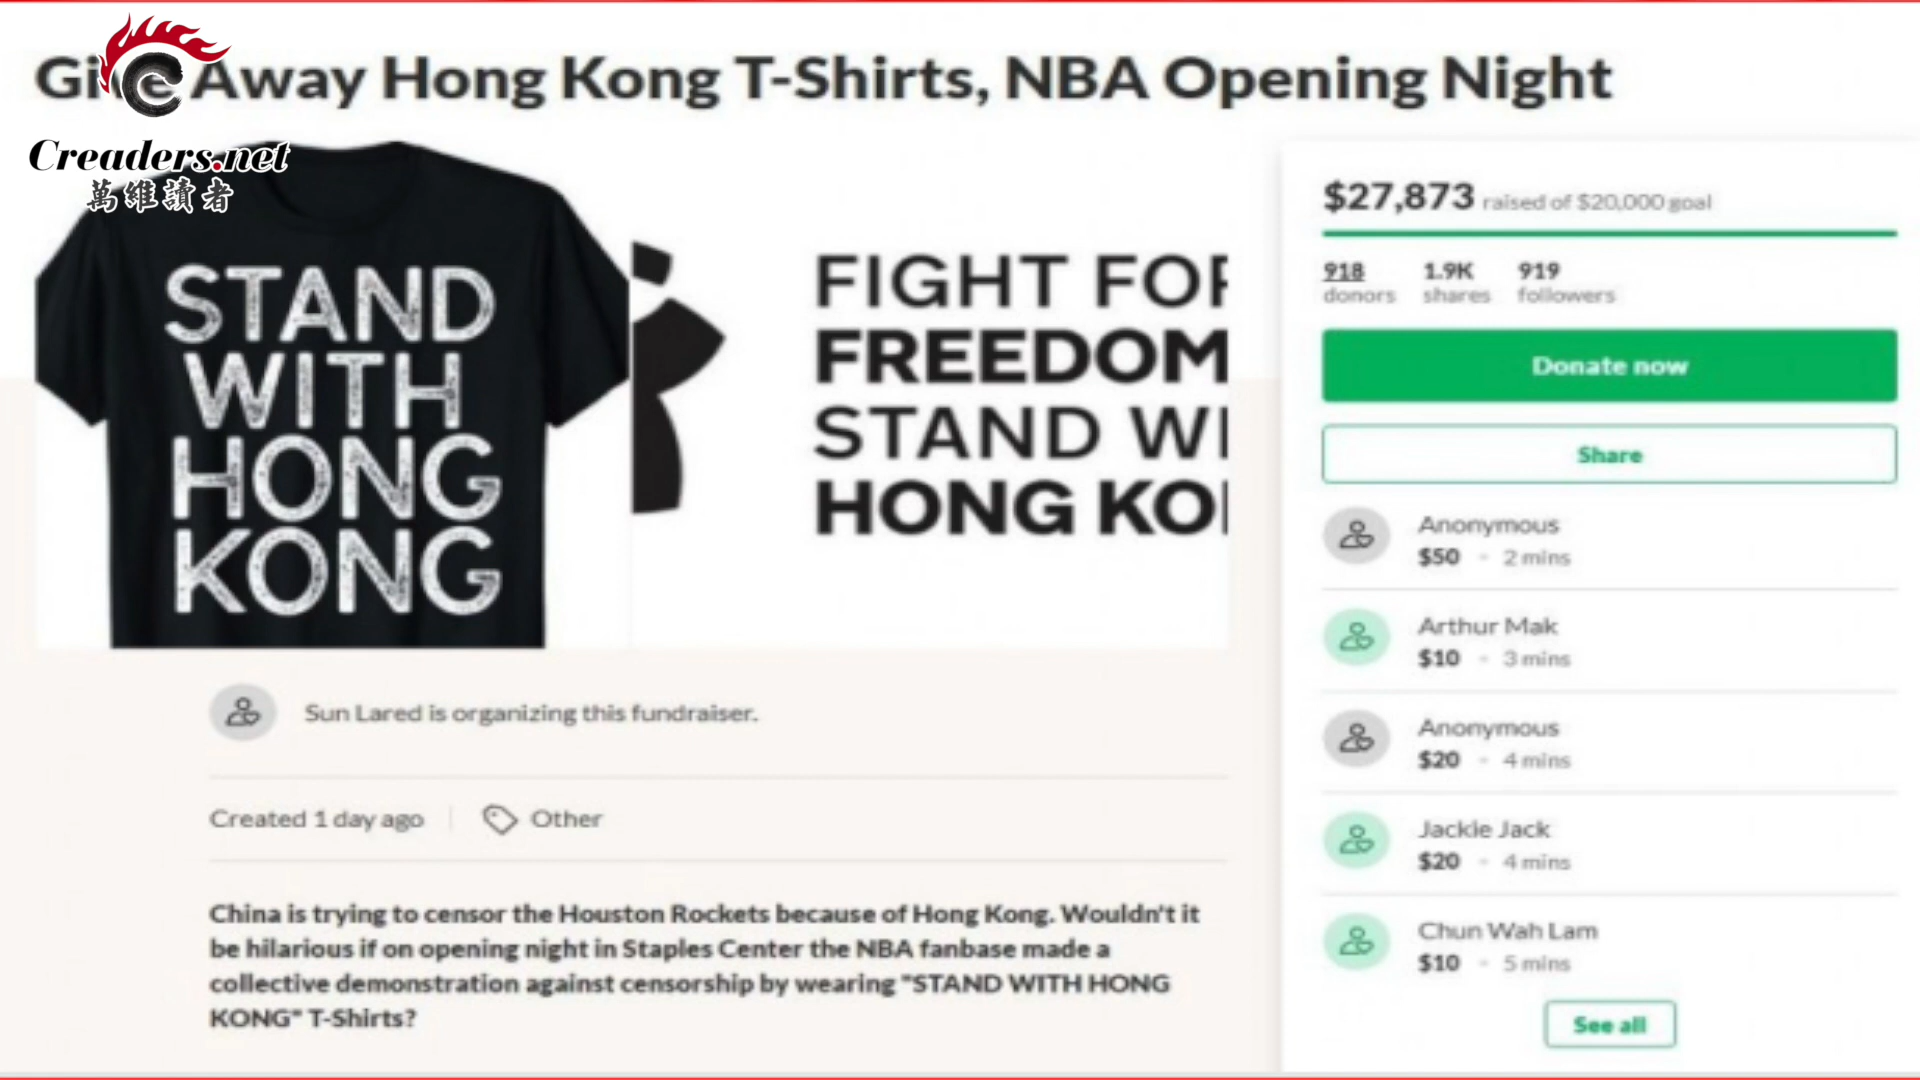 Give Away Hong Kong T-Shirts, NBA Opening Night
Creaders.net
萬維讀者
STAND
WITH
HONG
KONG
FIGHT FOR
FREEDOM
STAND WI
HONG KO
Sun Lared is organizing this fundraiser.
Created 1 day ago
Other
China is trying to censor the Houston Rockets because of Hong Kong. Wouldn't it
be hilarious if on opening night in Staples Center the NBA fanbase made a
collective demonstration against censorship by wearing "STAND WITH HONG
KONG" T-Shirts?
$27,873 raised of $20,000 goal
918 1.9K 919
donors shares followers
Donate now
Share
Anonymous
$50 • 2 mins
Arthur Mak
$10 • 3 mins
Anonymous
$20 • 4 mins
Jackie Jack
$20 • 4 mins
Chun Wah Lam
$10 • 5 mins
See all